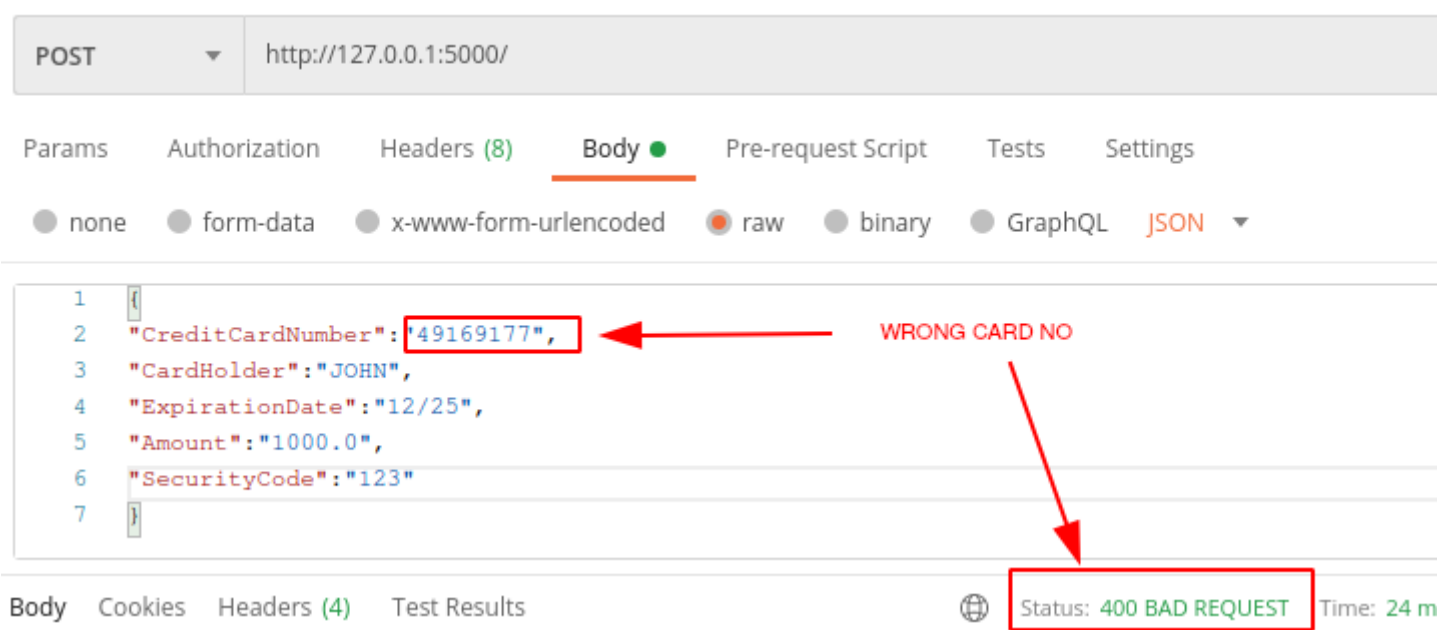 POST http://127.0.0.1:5000/
Params Authorization Headers (8) Body Pre-request Script Tests Settings
none form-data x-www-form-urlencoded raw binary GraphQL JSON
1 {
2 "CreditCardNumber":"49169177", WRONG CARD NO
3 "CardHolder":"JOHN",
4 "ExpirationDate":"12/25",
5 "Amount":"1000.0",
6 "SecurityCode":"123"
7 }
Body Cookies Headers (4) Test Results Status: 400 BAD REQUEST Time: 24 m